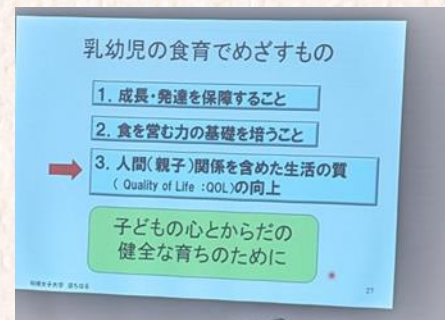 乳幼児の食育でめざすもの
1. 成長・発達を保障すること
2. 食を営む力の基礎を培うこと
3. 人間(親子)関係を含めた生活の質
( Quality of Life :QOL)の向上
子どもの心とからだの
健全な育ちのために
27